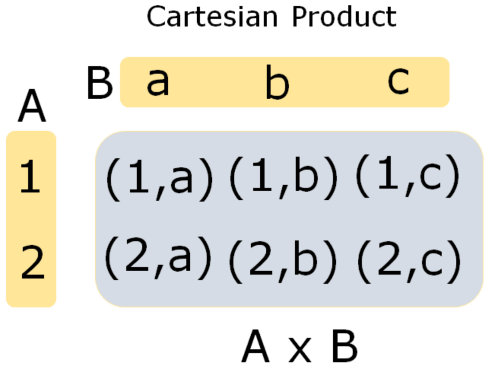 Cartesian Product
B a b c
A
1 (1,a) (1,b) (1,c)
2 (2,a) (2,b) (2,c)
A x B